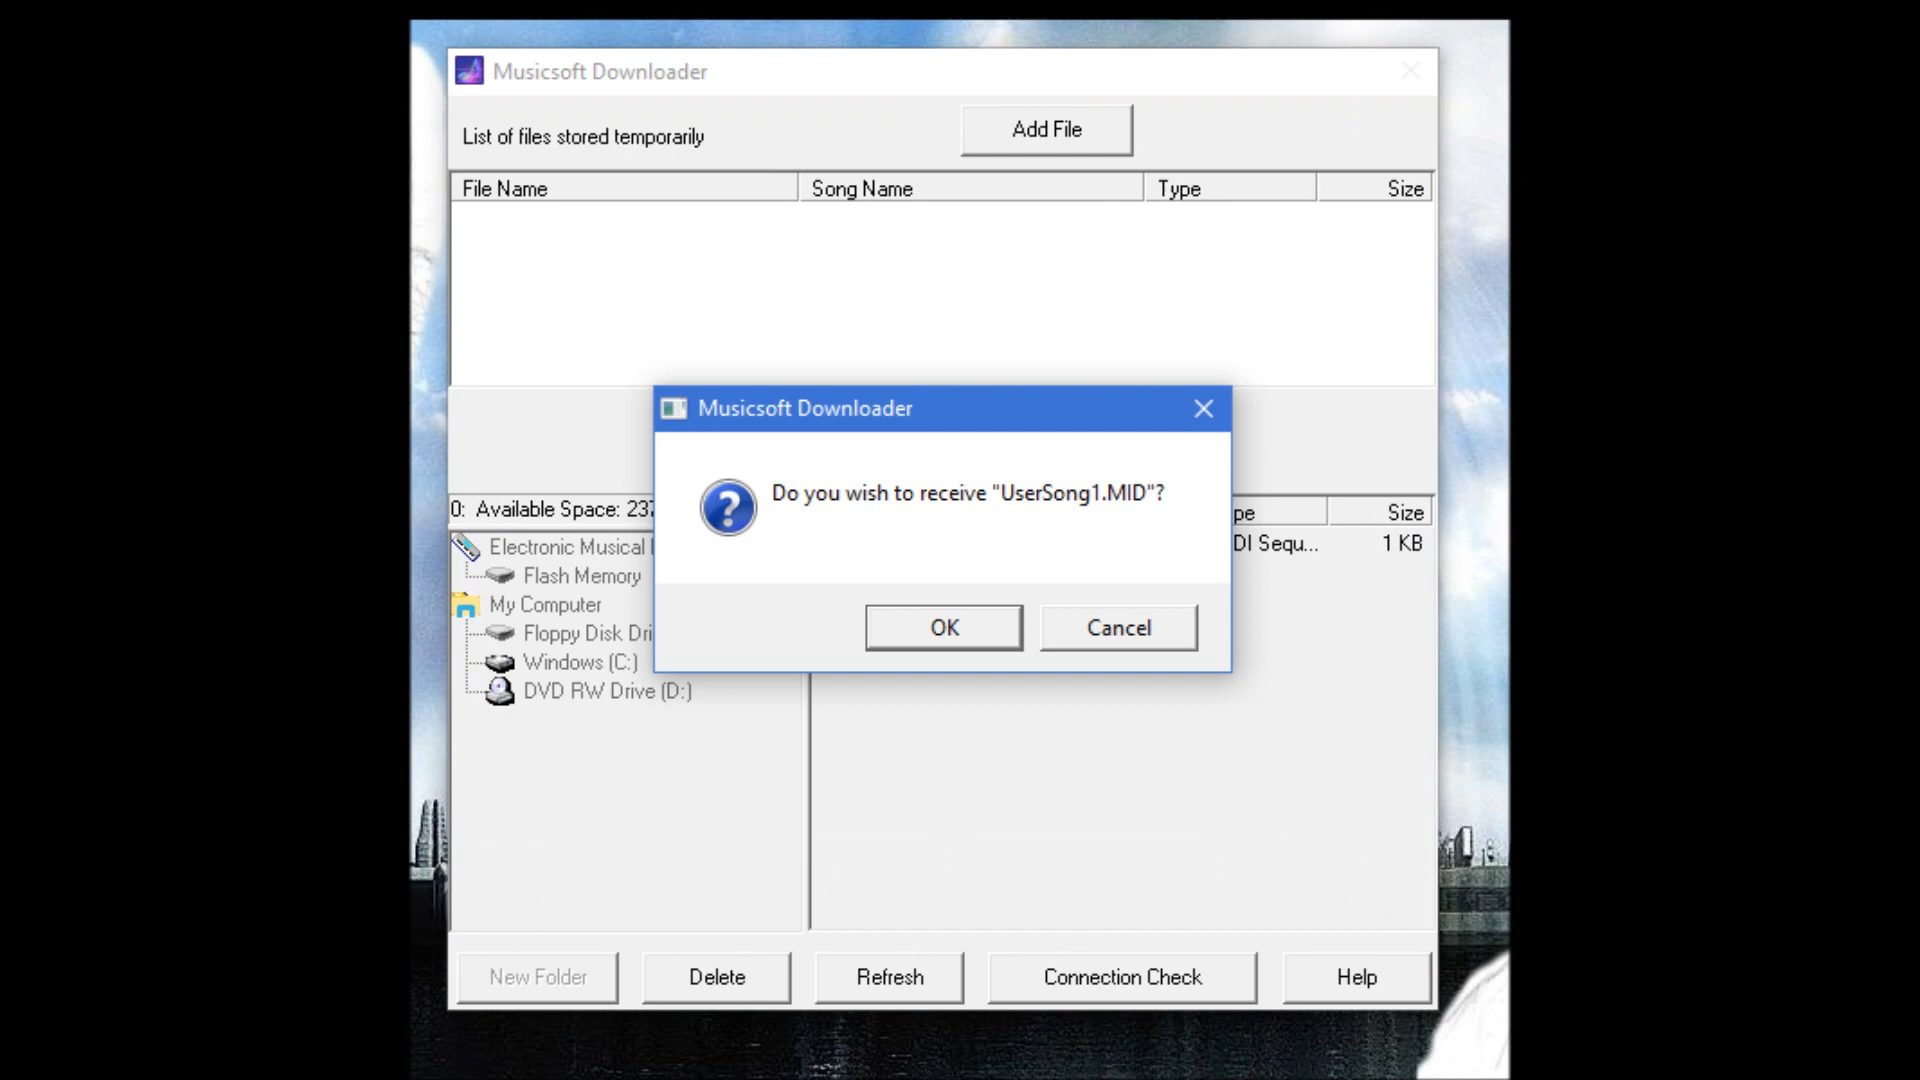 Musicsoft Downloader
List of files stored temporarily
Add File
File Name Song Name Type Size
Musicsoft Downloader
Do you wish to receive "UserSong1.MID"?
OK Cancel
0: Available Space: 237
pe Size
Electronic Musical
DI Sequ... 1 KB
Flash Memory
My Computer
Floppy Disk Dri
Windows (C:)
DVD RW Drive (D:)
New Folder Delete Refresh Connection Check Help